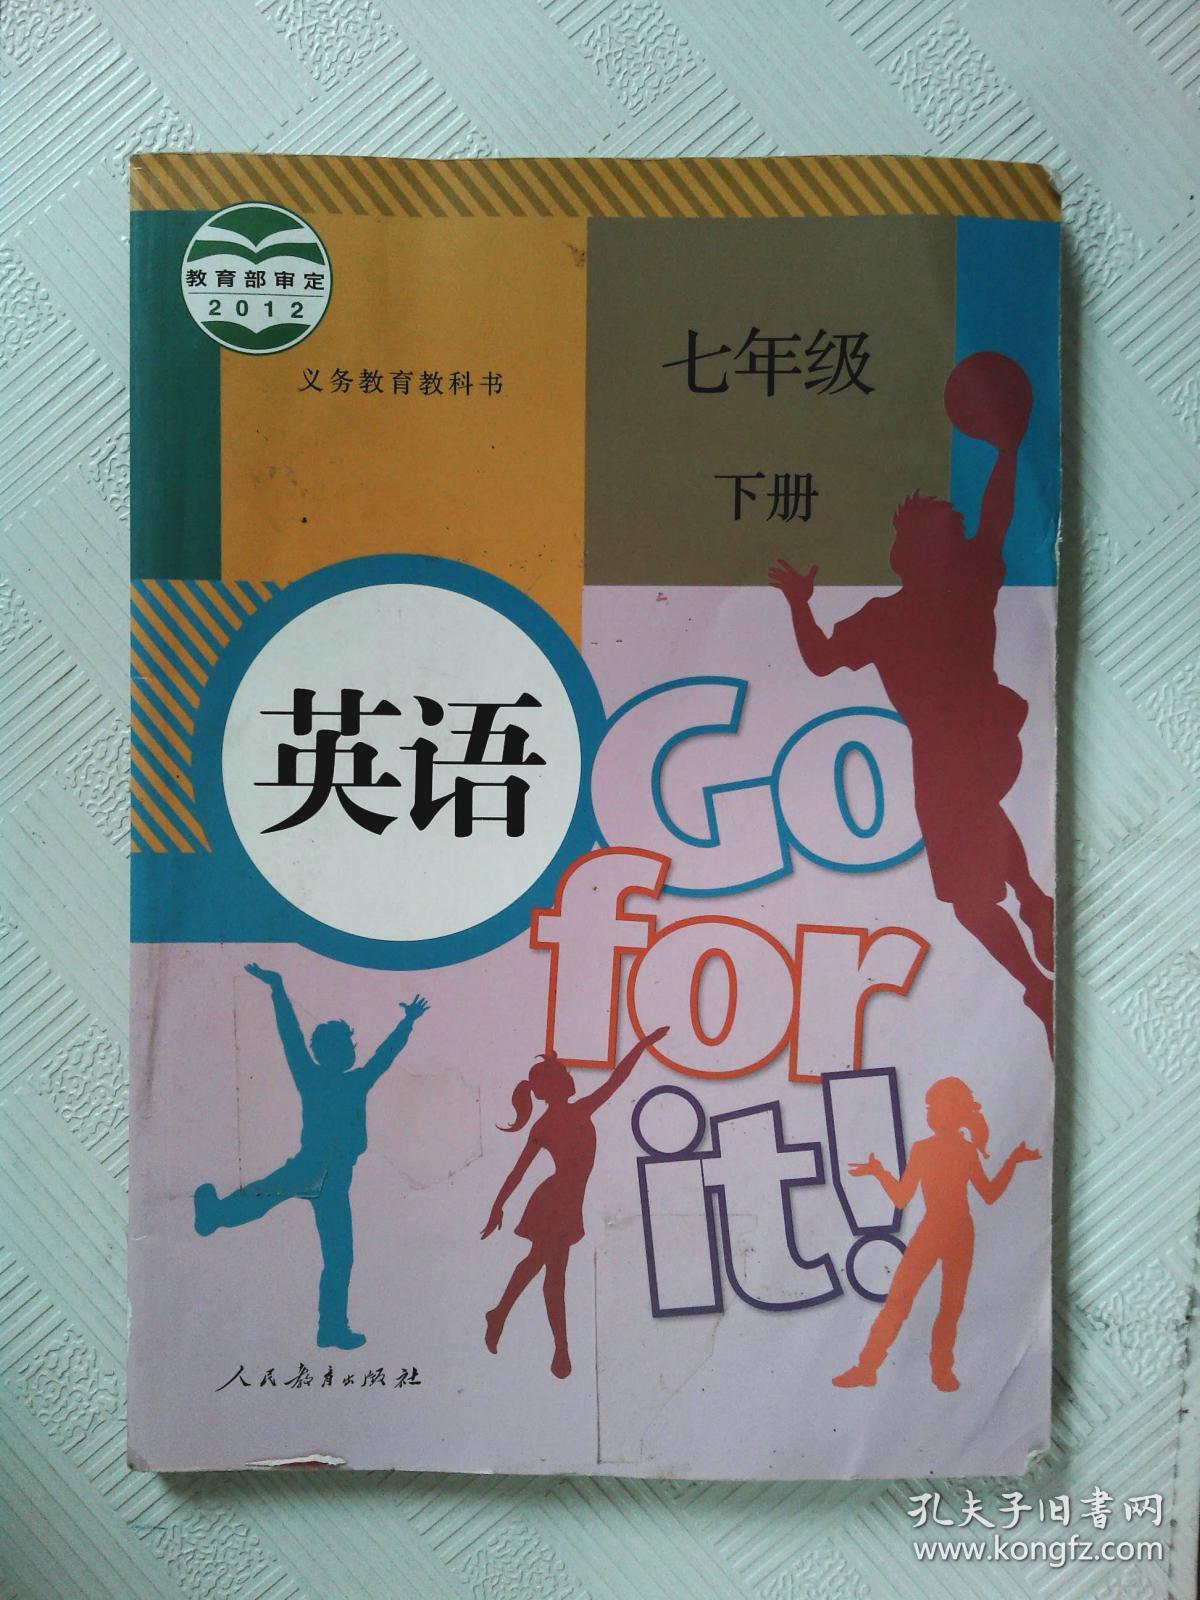 教育部审定
2012
义务教育教科书
七年级
下册
英语
Go
for
it!
人民教育出版社
孔夫子旧書网
www.kongfz.com